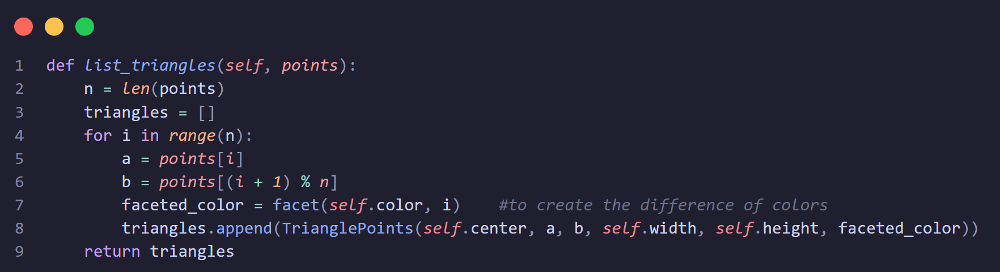 1 def list_triangles(self, points):
2     n = len(points)
3     triangles = []
4     for i in range(n):
5         a = points[i]
6         b = points[(i + 1) % n]
7         faceted_color = facet(self.color, i)    #to create the difference of colors
8         triangles.append(TrianglePoints(self.center, a, b, self.width, self.height, faceted_color))
9     return triangles